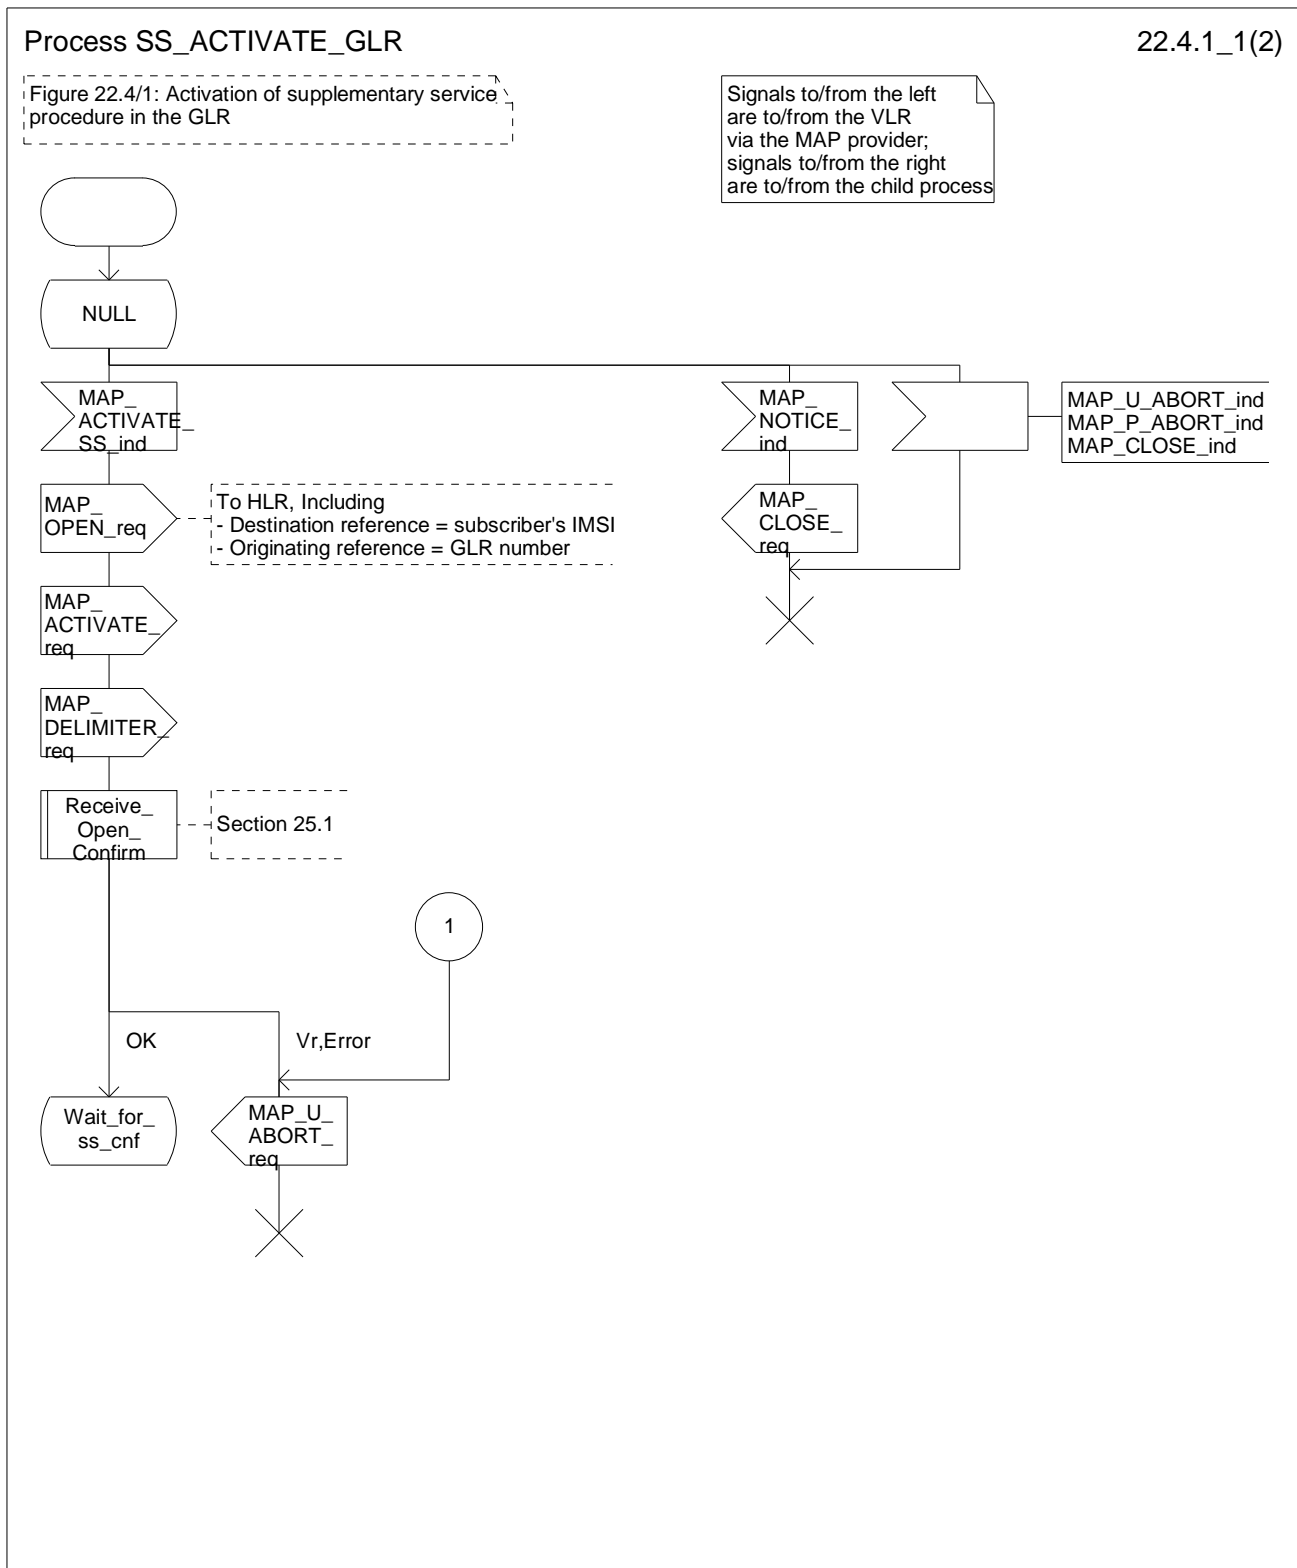 Process SS_ACTIVATE_GLR
22.4.1_1(2)
Figure 22.4/1: Activation of supplementary service
procedure in the GLR
Signals to/from the left
are to/from the VLR
via the MAP provider;
signals to/from the right
are to/from the child process
NULL
MAP_
ACTIVATE_
SS_ind
MAP_
NOTICE_
ind
MAP_U_ABORT_ind
MAP_P_ABORT_ind
MAP_CLOSE_ind
MAP_
OPEN_req
To HLR, Including
- Destination reference = subscriber's IMSI
- Originating reference = GLR number
MAP_
CLOSE_
req
MAP_
ACTIVATE_
req
MAP_
DELIMITER_
req
Receive_
Open_
Confirm
Section 25.1
1
OK
Vr,Error
Wait_for_
ss_cnf
MAP_U_
ABORT_
req